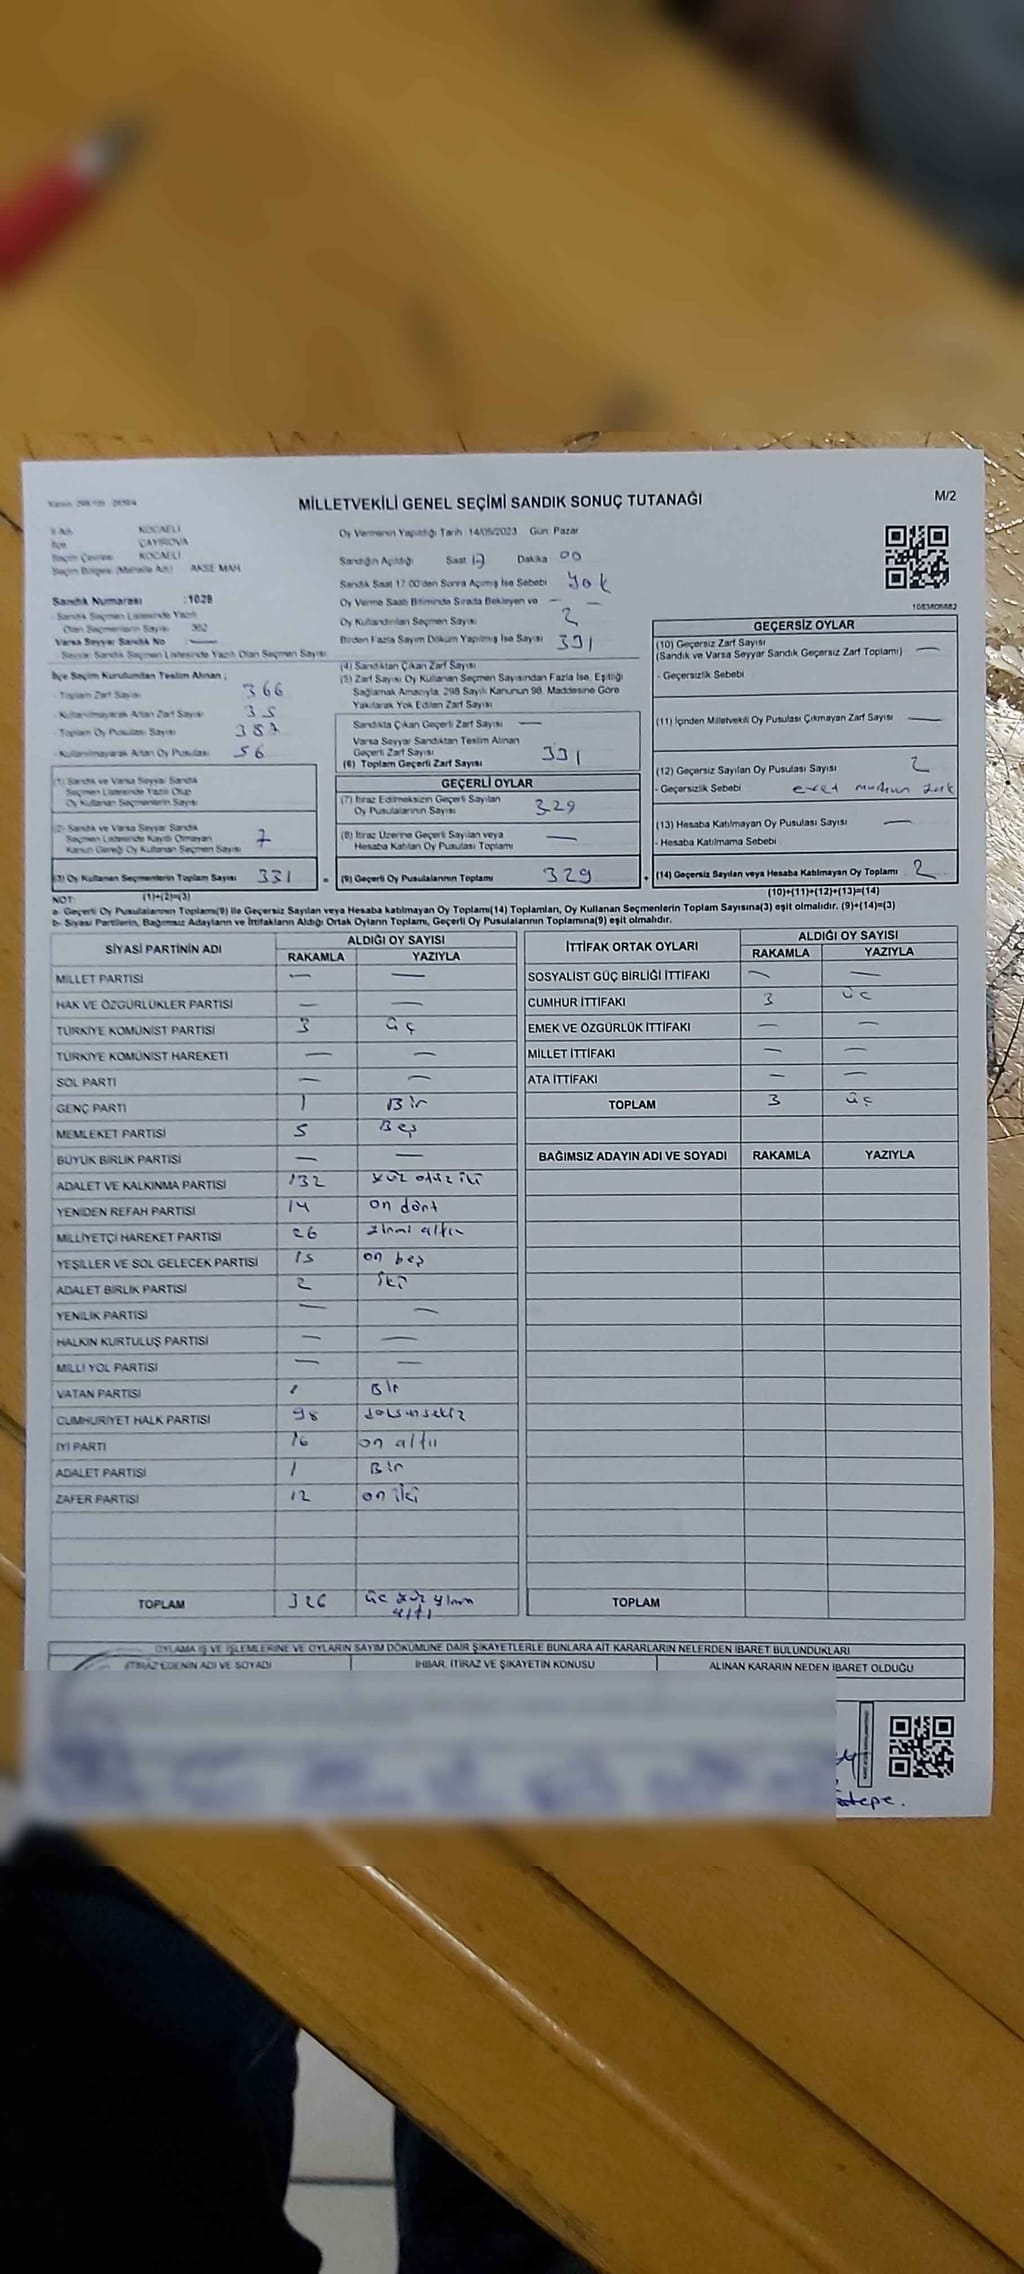 MİLLETVEKİLİ GENEL SEÇİMİ SANDIK SONUÇ TUTANAĞI
M/2
İli Adı KOCAELİ
İlçe ÇAYIROVA
Seçim Çevresi KOCAELİ
Seçim Bölgesi (Mahalle Adı) AKSE MAH
Sandık Numarası :1028
- Sandık Seçmen Listesinde Yazılı
Olan Seçmenlerin Sayısı 382
Varsa Seyyar Sandık No —
- Seyyar Sandık Seçmen Listesinde Yazılı Olan Seçmen Sayısı
İlçe Seçim Kurulundan Teslim Alınan ;
- Toplam Zarf Sayısı 366
- Kullanılmayarak Artan Zarf Sayısı 35
- Toplam Oy Pusulası Sayısı 387
- Kullanılmayarak Artan Oy Pusulası 56
(1) Sandık ve Varsa Seyyar Sandık
Seçmen Listesinde Yazılı Olup
Oy Kullanan Seçmenlerin Sayısı
(2) Sandık ve Varsa Seyyar Sandık
Seçmen Listesinde Kayıtlı Olmayan
Kanun Gereği Oy Kullanan Seçmen Sayısı 7
(3) Oy Kullanan Seçmenlerin Toplam Sayısı 331
Oy Vermenin Yapıldığı Tarih :14/05/2023 Gün: Pazar
Sandığın Açıldığı Saat 17 Dakika 00
Sandık Saat 17:00'den Sonra Açılmış İse Sebebi Yok
Oy Verme Saati Bitiminde Sırada Bekleyen ve — —
Oy Kullandırılan Seçmen Sayısı 2
Birden Fazla Sayım Döküm Yapılmış İse Sayısı 331
(4) Sandıktan Çıkan Zarf Sayısı
(5) Zarf Sayısı Oy Kullanan Seçmen Sayısından Fazla İse, Eşitliği
Sağlamak Amacıyla, 298 Sayılı Kanunun 98. Maddesine Göre
Yakılarak Yok Edilen Zarf Sayısı
Sandıkta Çıkan Geçerli Zarf Sayısı —
Varsa Seyyar Sandıktan Teslim Alınan
Geçerli Zarf Sayısı
(6) Toplam Geçerli Zarf Sayısı 331
GEÇERLİ OYLAR
(7) İtiraz Edilmeksizin Geçerli Sayılan
Oy Pusulalarının Sayısı 329
(8) İtiraz Üzerine Geçerli Sayılan veya
Hesaba Katılan Oy Pusulası Toplamı —
= (9) Geçerli Oy Pusulalarının Toplamı 329
1083808882
GEÇERSİZ OYLAR
(10) Geçersiz Zarf Sayısı
(Sandık ve Varsa Seyyar Sandık Geçersiz Zarf Toplamı) —
- Geçersizlik Sebebi
(11) İçinden Milletvekili Oy Pusulası Çıkmayan Zarf Sayısı —
(12) Geçersiz Sayılan Oy Pusulası Sayısı 2
- Geçersizlik Sebebi evet yok
(13) Hesaba Katılmayan Oy Pusulası Sayısı —
- Hesaba Katılmama Sebebi
+ (14) Geçersiz Sayılan veya Hesaba Katılmayan Oy Toplamı 2
NOT: (1)+(2)=(3) (10)+(11)+(12)+(13)=(14)
a- Geçerli Oy Pusulaları Toplamı(9) ile Geçersiz Sayılan veya Hesaba katılmayan Oy Toplamı(14) Toplamları, Oy Kullanan Seçmenlerin Toplam Sayısına(3) eşit olmalıdır. (9)+(14)=(3)
b- Siyasi Partilerin, Bağımsız Adayların ve İttifakların Aldığı Ortak Oyların Toplamı, Geçerli Oy Pusulalarının Toplamına(9) eşit olmalıdır.
SİYASİ PARTİNİN ADI ALDIĞI OY SAYISI
RAKAMLA YAZIYLA
MİLLET PARTİSİ — —
HAK VE ÖZGÜRLÜKLER PARTİSİ — —
TÜRKİYE KOMÜNİST PARTİSİ 3 üç
TÜRKİYE KOMÜNİST HAREKETİ — —
SOL PARTİ — —
GENÇ PARTİ 1 Bir
MEMLEKET PARTİSİ 5 Beş
BÜYÜK BİRLİK PARTİSİ — —
ADALET VE KALKINMA PARTİSİ 132 yüz otuz iki
YENİDEN REFAH PARTİSİ 14 on dört
MİLLİYETÇİ HAREKET PARTİSİ 26 yirmi altı
YEŞİLLER VE SOL GELECEK PARTİSİ 15 on beş
ADALET BİRLİK PARTİSİ 2 iki
YENİLİK PARTİSİ — —
HALKIN KURTULUŞ PARTİSİ — —
MİLLİ YOL PARTİSİ — —
VATAN PARTİSİ 1 Bir
CUMHURİYET HALK PARTİSİ 98 doksansekiz
İYİ PARTİ 16 on altı
ADALET PARTİSİ 1 Bir
ZAFER PARTİSİ 12 on iki
TOPLAM 326 üç yüz yirmi
altı
İTTİFAK ORTAK OYLARI ALDIĞI OY SAYISI
RAKAMLA YAZIYLA
SOSYALİST GÜÇ BİRLİĞİ İTTİFAKI — —
CUMHUR İTTİFAKI 3 üç
EMEK VE ÖZGÜRLÜK İTTİFAKI — —
MİLLET İTTİFAKI — —
ATA İTTİFAKI — —
TOPLAM 3 üç
BAĞIMSIZ ADAYIN ADI VE SOYADI RAKAMLA YAZIYLA
TOPLAM
OYLAMA İŞ VE İŞLEMLERİNE VE OYLARIN SAYIM DÖKÜMÜNE DAİR ŞİKAYETLERLE BUNLARA AİT KARARLARIN NELERDEN İBARET BULUNDUKLARI
İTİRAZ EDENİN ADI VE SOYADI İHBAR, İTİRAZ VE ŞİKAYETİN KONUSU ALINAN KARARIN NEDEN İBARET OLDUĞU